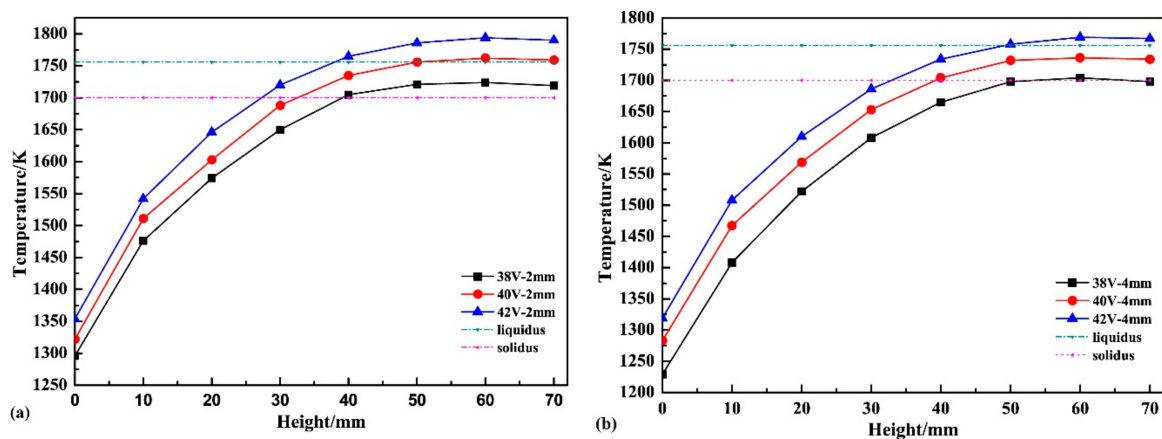 1800
1750
1700
1650
1600
1550
1500
1450
1400
1350
1300
1250
Temperature/K
0 10 20 30 40 50 60 70
Height/mm
38V-2mm
40V-2mm
42V-2mm
liquidus
solidus
(a)
1800
1750
1700
1650
1600
1550
1500
1450
1400
1350
1300
1250
1200
Temperature/K
0 10 20 30 40 50 60 70
Height/mm
38V-4mm
40V-4mm
42V-4mm
liquidus
solidus
(b)